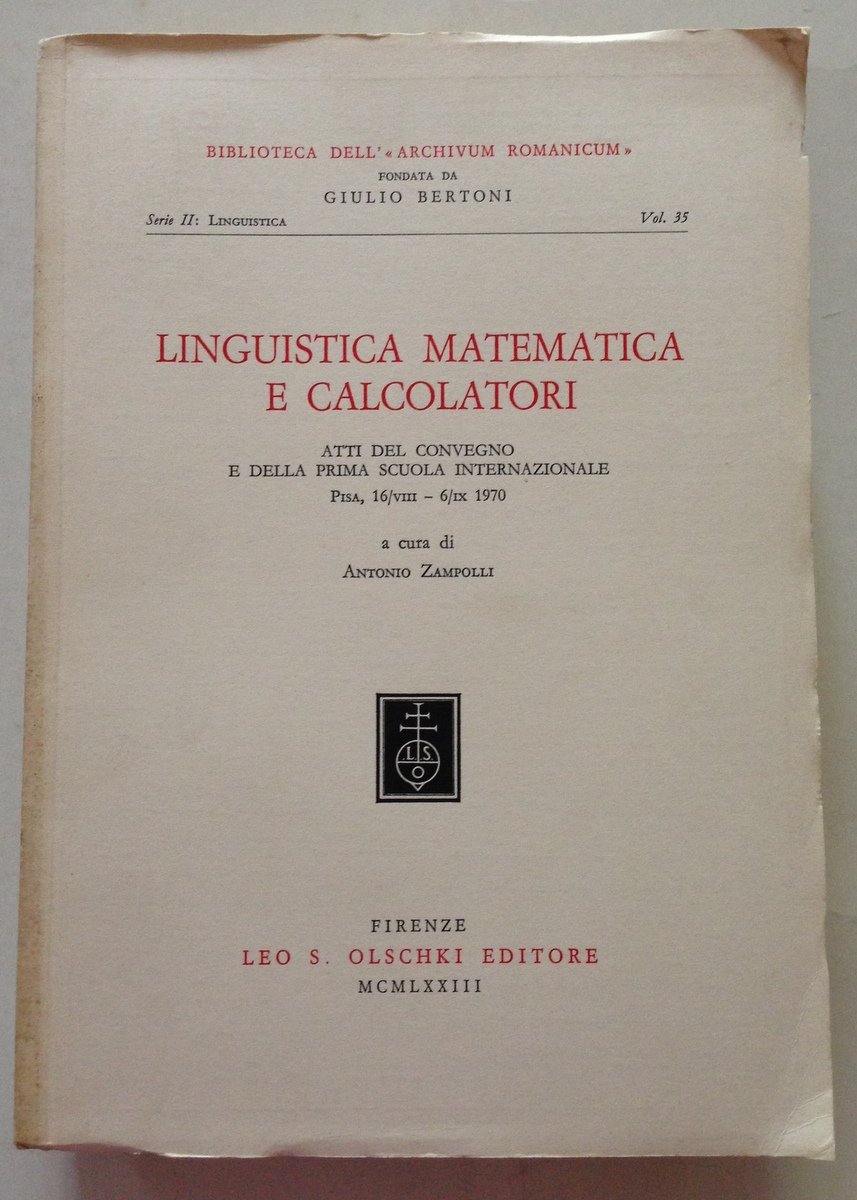 BIBLIOTECA DELL'«ARCHIVUM ROMANICUM»
FONDATA DA
GIULIO BERTONI
Serie II: LINGUISTICA Vol. 35
LINGUISTICA MATEMATICA
E CALCOLATORI
ATTI DEL CONVEGNO
E DELLA PRIMA SCUOLA INTERNAZIONALE
PISA, 16/VIII – 6/IX 1970
a cura di
ANTONIO ZAMPOLLI
.L.S.
O
FIRENZE
LEO S. OLSCHKI EDITORE
MCMLXXIII